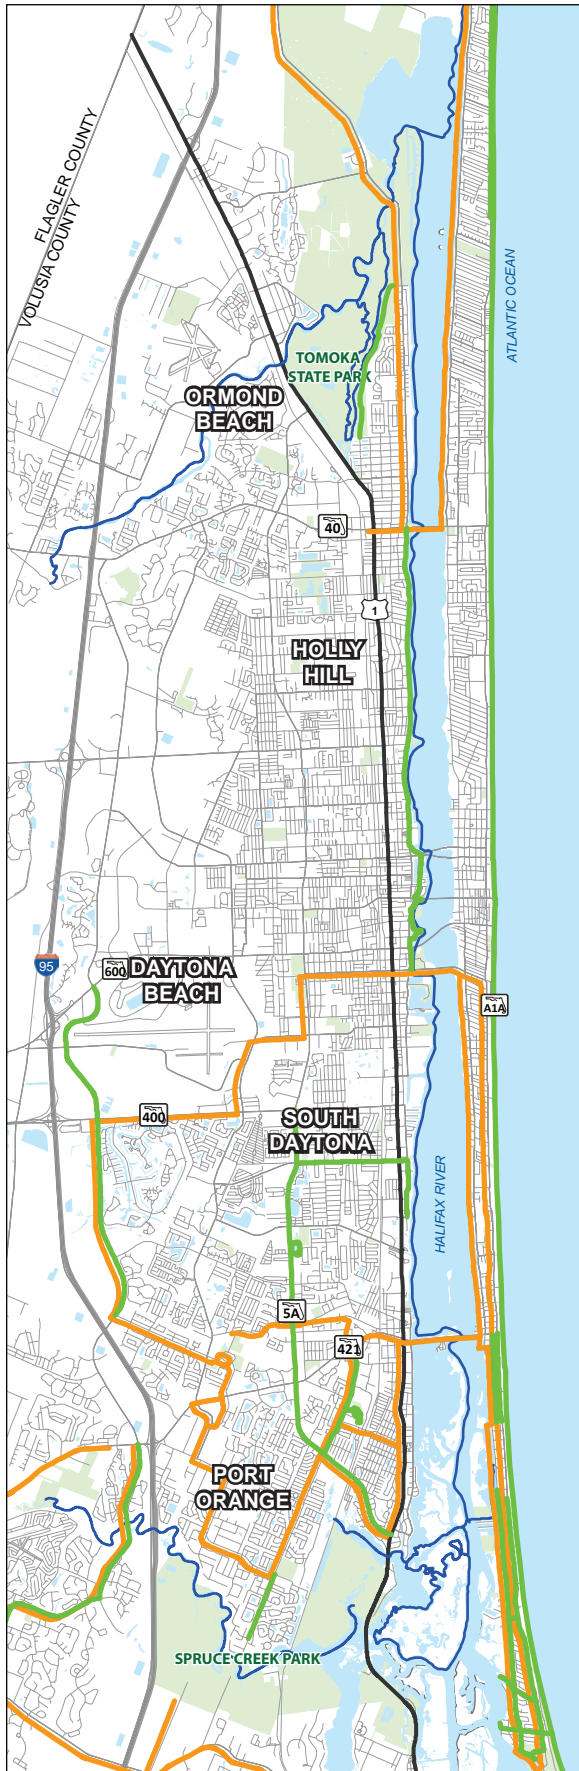 FLAGLER COUNTY
VOLUSIA COUNTY
ATLANTIC OCEAN
TOMOKA
STATE PARK
ORMOND
BEACH
40
1
HOLLY
HILL
95
600
DAYTONA
BEACH
A1A
400
SOUTH
DAYTONA
HALIFAX RIVER
5A
421
PORT
ORANGE
SPRUCE CREEK PARK